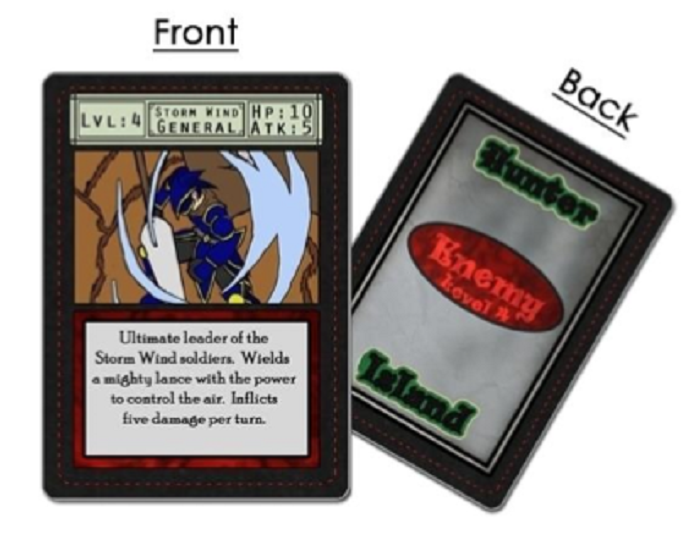 Front
Back
LVL:4
STORM WIND
GENERAL
HP:10
ATK:5
Ultimate leader of the
Storm Wind soldiers. Wields
a mighty lance with the power
to control the air. Inflicts
five damage per turn.
Hunter
Enemy
Level 4
Island